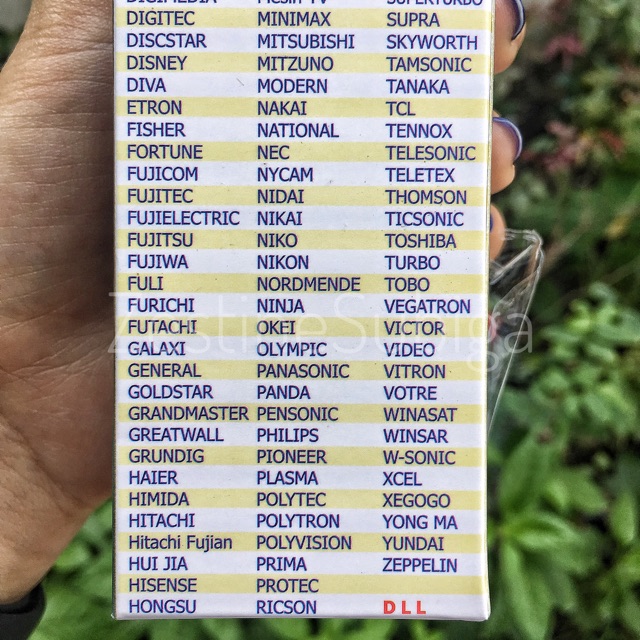 DIGIMEDIA
DIGITEC
DISCSTAR
DISNEY
DIVA
ETRON
FISHER
FORTUNE
FUJICOM
FUJITEC
FUJIELECTRIC
FUJITSU
FUJIWA
FULI
FURICHI
FUTACHI
GALAXI
GENERAL
GOLDSTAR
GRANDMASTER
GREATWALL
GRUNDIG
HAIER
HIMIDA
HITACHI
Hitachi Fujian
HUI JIA
HISENSE
HONGSU
MINIMAX
MITSUBISHI
MITZUNO
MODERN
NAKAI
NATIONAL
NEC
NYCAM
NIDAI
NIKAI
NIKO
NIKON
NORDMENDE
NINJA
OKEI
OLYMPIC
PANASONIC
PANDA
PENSONIC
PHILIPS
PIONEER
PLASMA
POLYTEC
POLYTRON
POLYVISION
PRIMA
PROTEC
RICSON
SUPERTURBO
SUPRA
SKYWORTH
TAMSONIC
TANAKA
TCL
TENNOX
TELESONIC
TELETEX
THOMSON
TICSONIC
TOSHIBA
TURBO
TOBO
VEGATRON
VICTOR
VIDEO
VITRON
VOTRE
WINASAT
WINSAR
W-SONIC
XCEL
XEGOGO
YONG MA
YUNDAI
ZEPPELIN
DLL